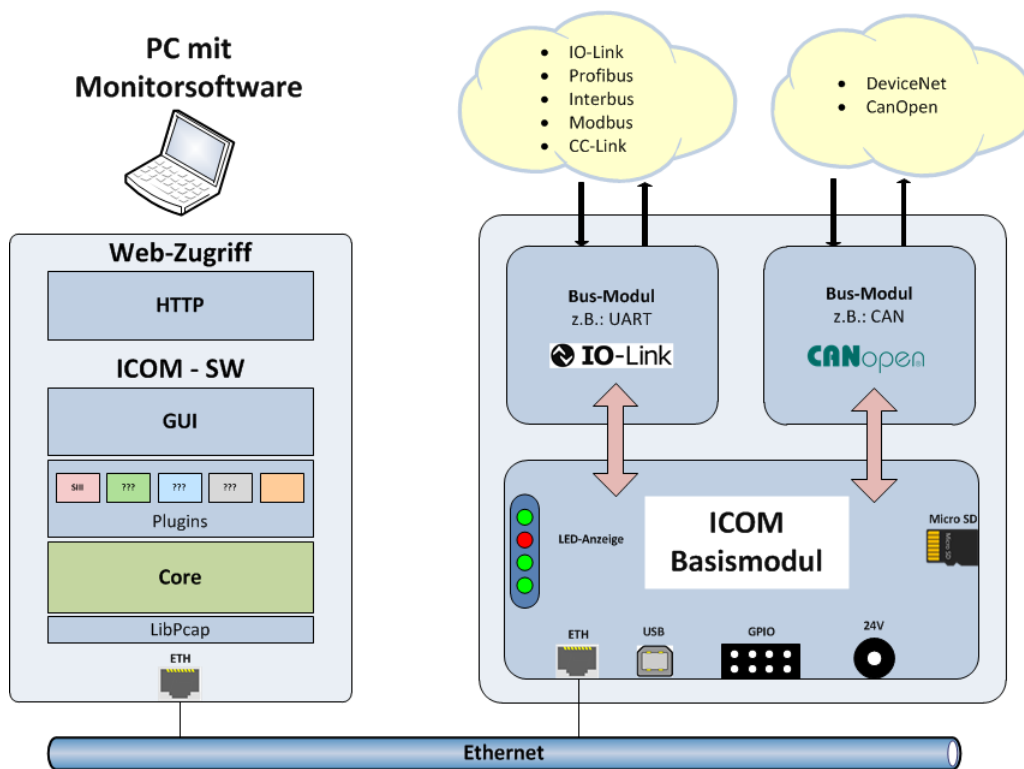 PC mit
Monitorsoftware
Web-Zugriff
HTTP
ICOM - SW
GUI
SIII
???
???
???
Plugins
Core
LibPcap
ETH
IO-Link
Profibus
Interbus
Modbus
CC-Link
DeviceNet
CanOpen
Bus-Modul
z.B.: UART
IO-Link
Bus-Modul
z.B.: CAN
CANopen
LED-Anzeige
ICOM
Basismodul
Micro SD
Micro SD
ETH
USB
GPIO
24V
Ethernet